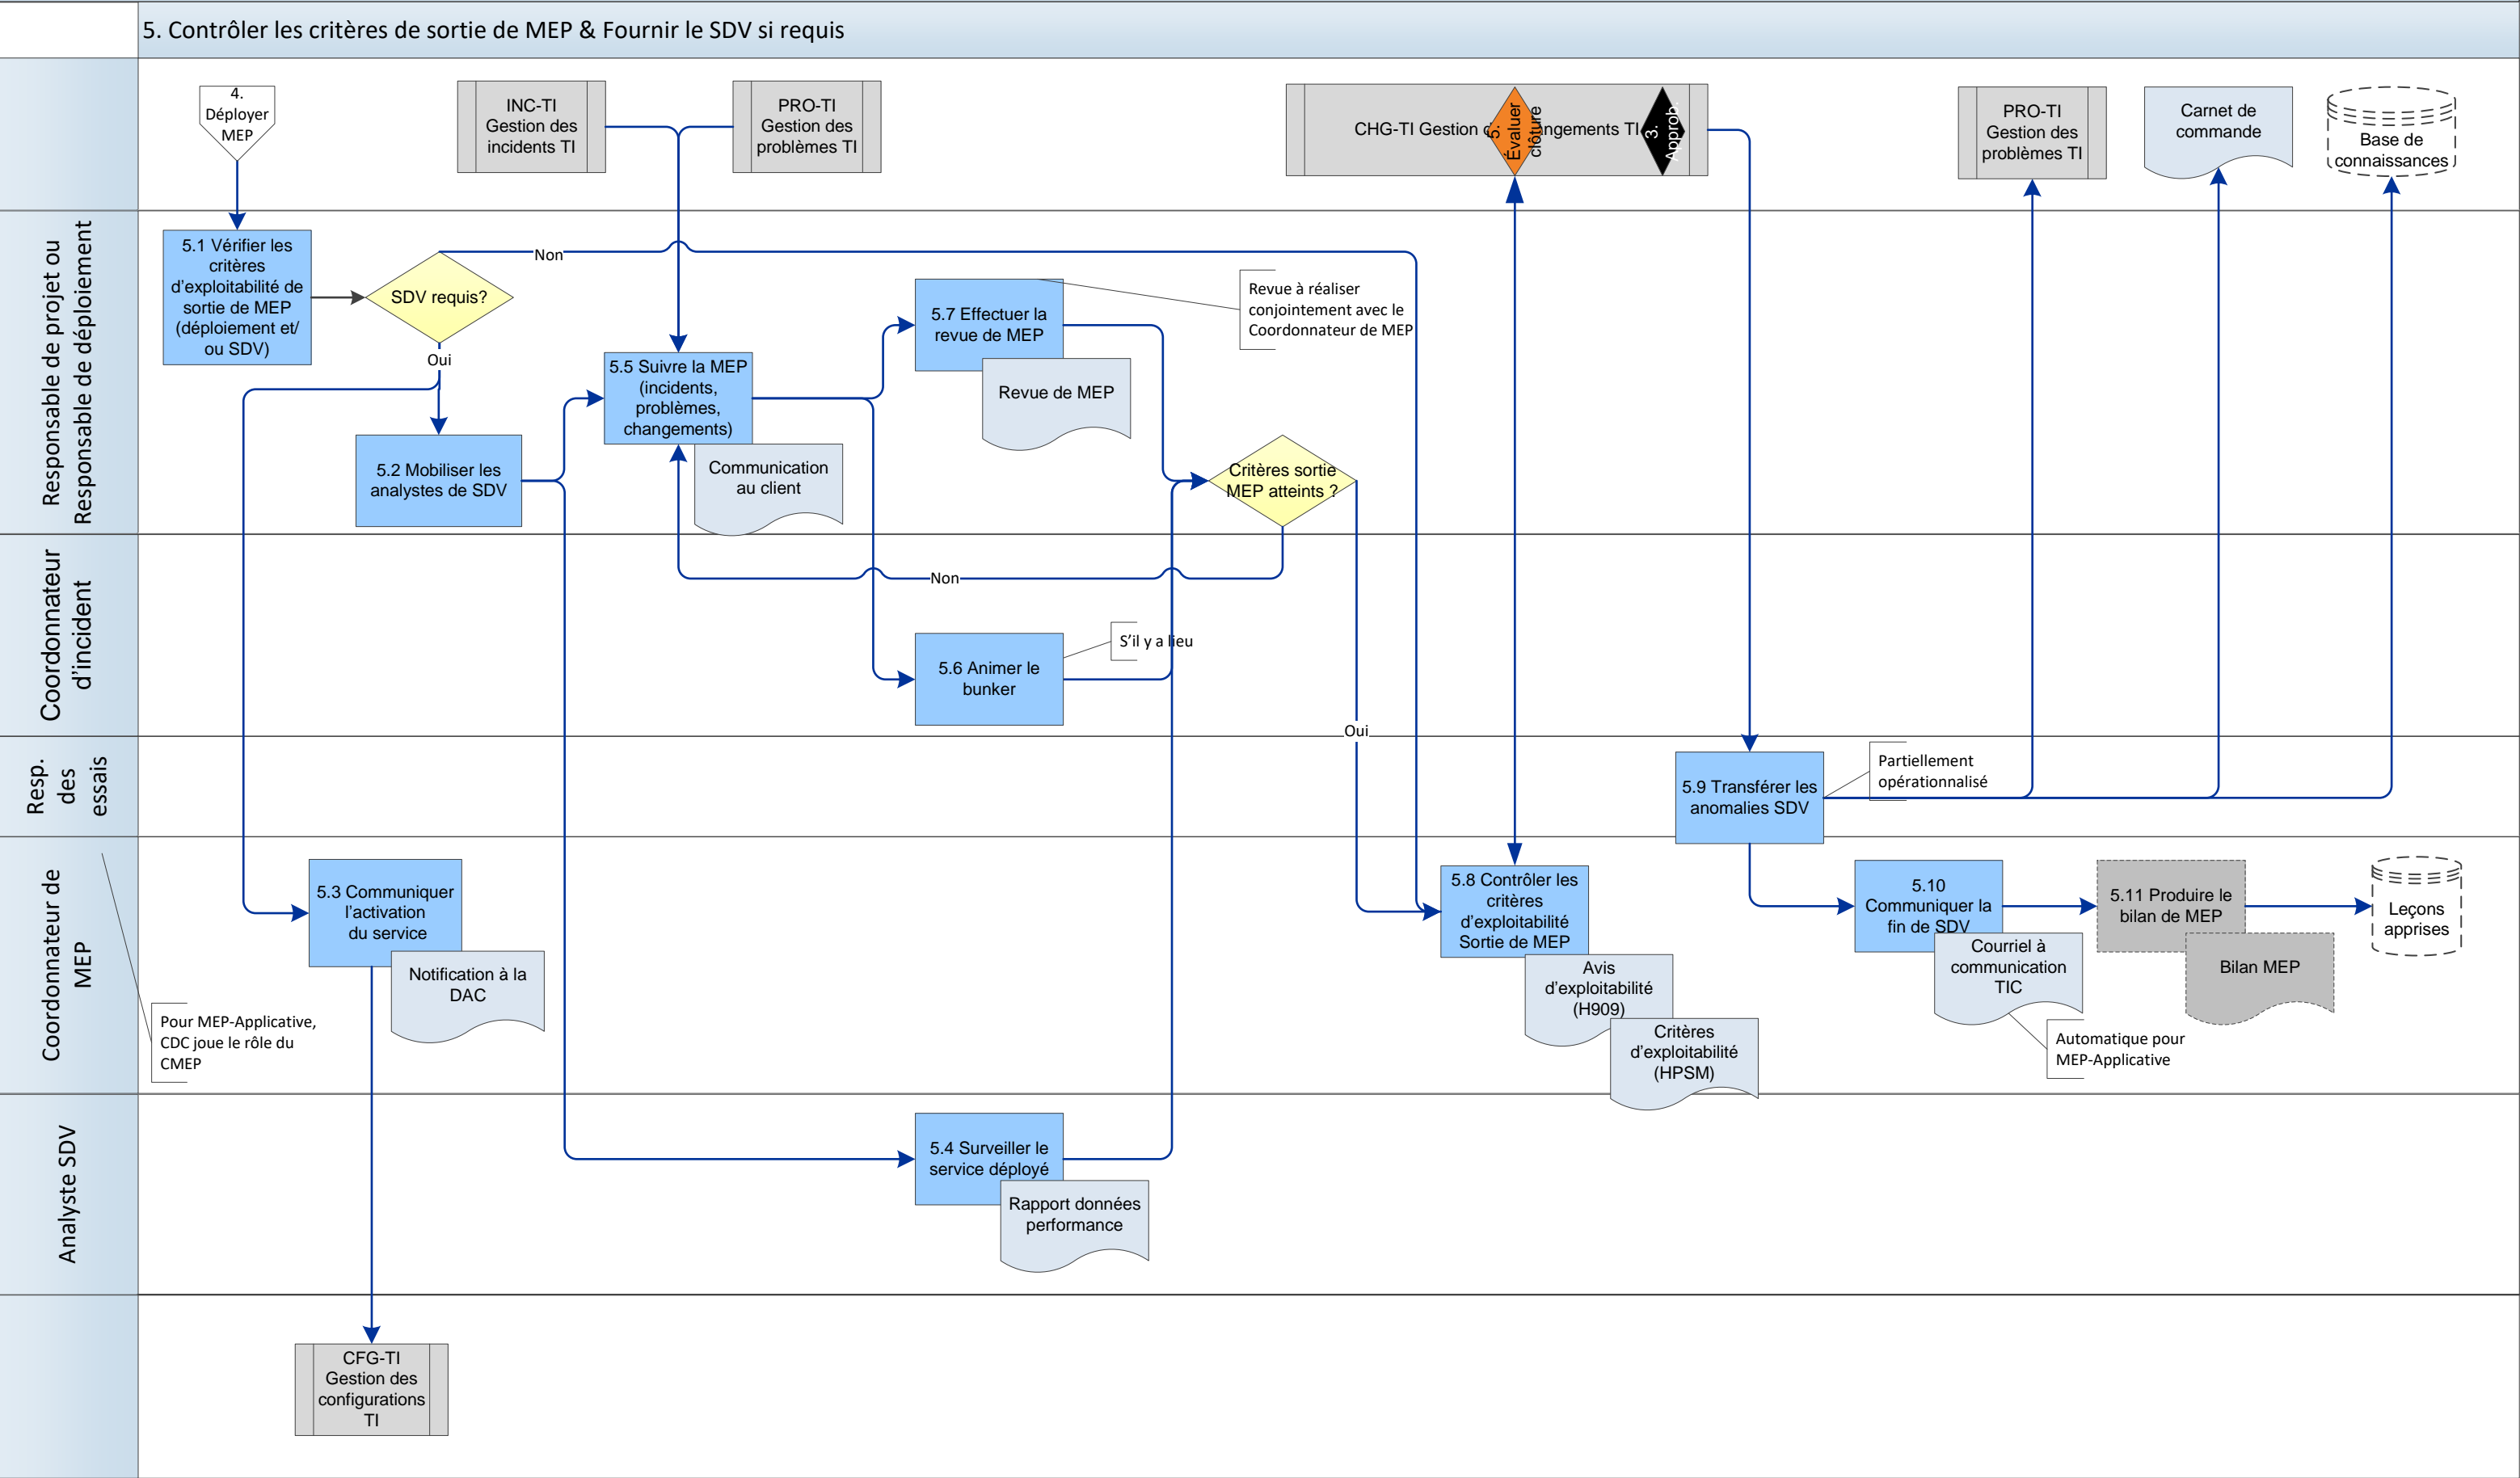 5. Contrôler les critères de sortie de MEP & Fournir le SDV si requis
4.
Déployer
MEP
INC-TI
Gestion des
incidents TI
PRO-TI
Gestion des
problèmes TI
CHG-TI Gestion d
ngements TI
5.
Évaluer
clôture
3.
Approb.
PRO-TI
Gestion des
problèmes TI
Carnet de
commande
Base de
connaissances
Responsable de projet ou
Responsable de déploiement
5.1 Vérifier les
critères
d'exploitabilité de
sortie de MEP
(déploiement et/
ou SDV)
SDV requis?
Non
Oui
5.2 Mobiliser les
analystes de SDV
5.5 Suivre la MEP
(incidents,
problèmes,
changements)
Communication
au client
5.7 Effectuer la
revue de MEP
Revue de MEP
Revue à réaliser
conjointement avec le
Coordonnateur de MEP
Critères sortie
MEP atteints ?
Coordonnateur
d'incident
Non
5.6 Animer le
bunker
S'il y a lieu
Oui
Resp.
des
essais
5.9 Transférer les
anomalies SDV
Partiellement
opérationnalisé
Coordonneur de
MEP
Pour MEP-Applicative,
CDC joue le rôle du
CMEP
5.3 Communiquer
l'activation
du service
Notification à la
DAC
5.8 Contrôler les
critères
d'exploitabilité
Sortie de MEP
Avis
d'exploitabilité
(H909)
Critères
d'exploitabilité
(HPSM)
5.10
Communiquer la
fin de SDV
Courriel à
communication
TIC
Automatique pour
MEP-Applicative
5.11 Produire le
bilan de MEP
Bilan MEP
Leçons
apprises
Analyste SDV
5.4 Surveiller le
service déployé
Rapport données
performance
CFG-TI
Gestion des
configurations
TI